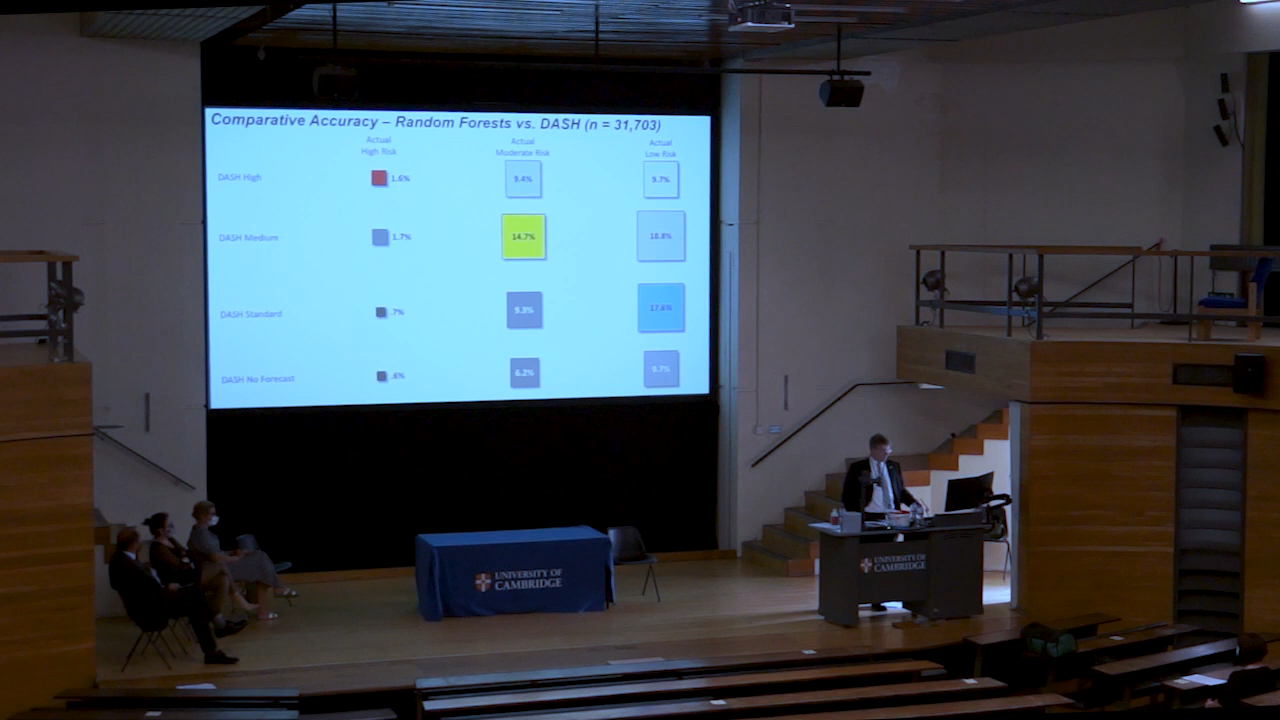 Comparative Accuracy – Random Forests vs. DASH (n = 31,703)
Actual High Risk
Actual Moderate Risk
Actual Low Risk
DASH High 1.6% 9.4% 9.7%
DASH Medium 1.7% 14.7% 18.8%
DASH Standard .7% 9.3% 17.6%
DASH No Forecast .6% 6.2% 9.7%
UNIVERSITY OF
CAMBRIDGE
UNIVERSITY OF
CAMBRIDGE